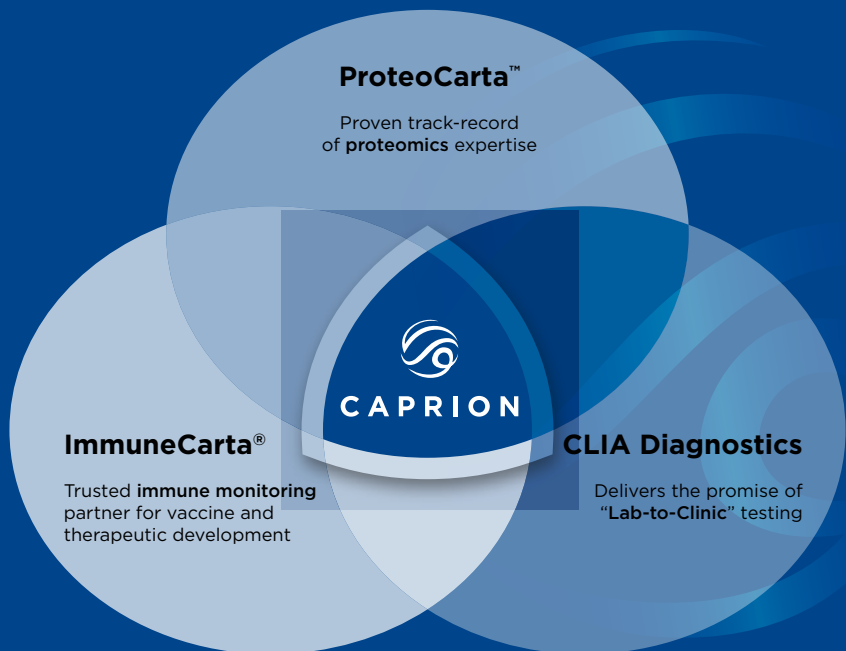 ProteoCarta™
Proven track-record
of proteomics expertise
CAPRION
ImmuneCarta®
Trusted immune monitoring
partner for vaccine and
therapeutic development
CLIA Diagnostics
Delivers the promise of
“Lab-to-Clinic” testing